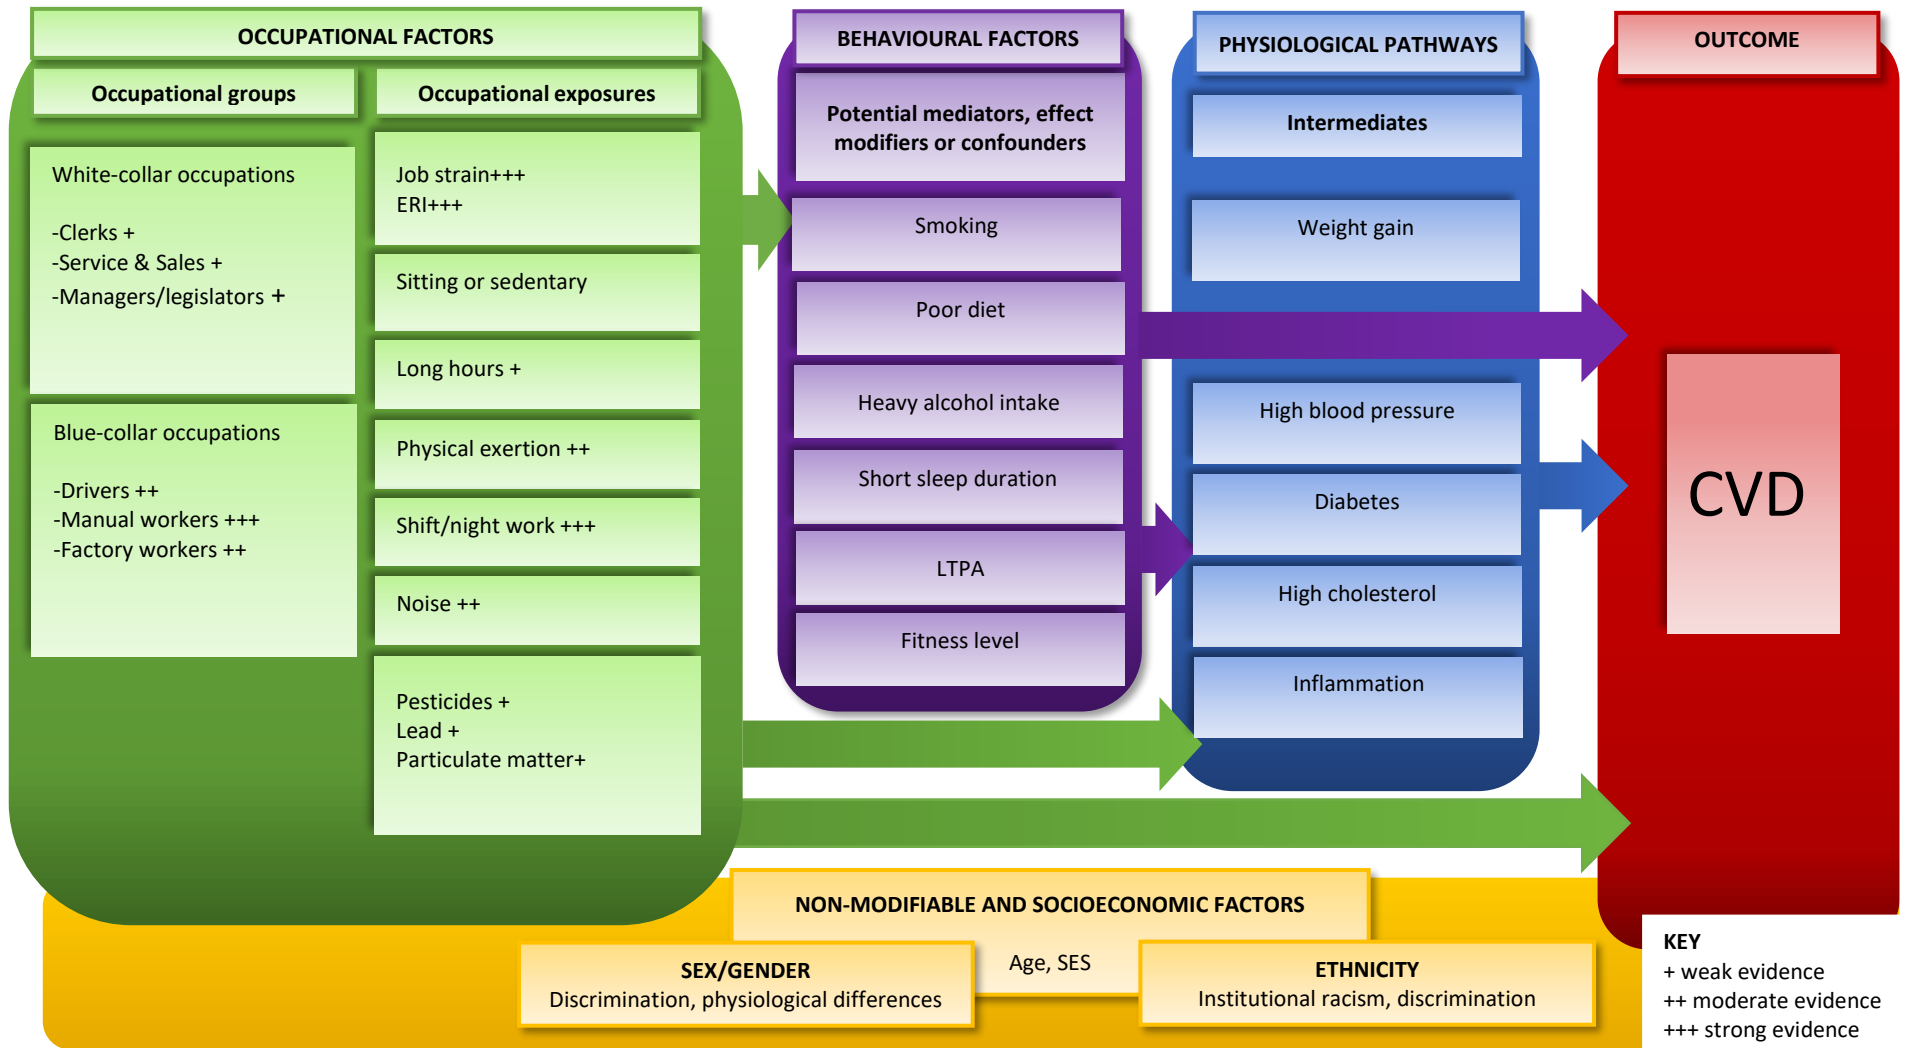 OCCUPATIONAL FACTORS
Occupational groups
Occupational exposures
White-collar occupations
-Clerks +
-Service & Sales +
-Managers/legislators +
Blue-collar occupations
-Drivers ++
-Manual workers +++
-Factory workers ++
Job strain+++
ERI+++
Sitting or sedentary
Long hours +
Physical exertion ++
Shift/night work +++
Noise ++
Pesticides +
Lead +
Particulate matter+
BEHAVIOURAL FACTORS
Potential mediators, effect
modifiers or confounders
Smoking
Poor diet
Heavy alcohol intake
Short sleep duration
LTPA
Fitness level
PHYSIOLOGICAL PATHWAYS
Intermediates
Weight gain
High blood pressure
Diabetes
High cholesterol
Inflammation
OUTCOME
CVD
NON-MODIFIABLE AND SOCIOECONOMIC FACTORS
Age, SES
SEX/GENDER
Discrimination, physiological differences
ETHNICITY
Institutional racism, discrimination
KEY
+ weak evidence
++ moderate evidence
+++ strong evidence